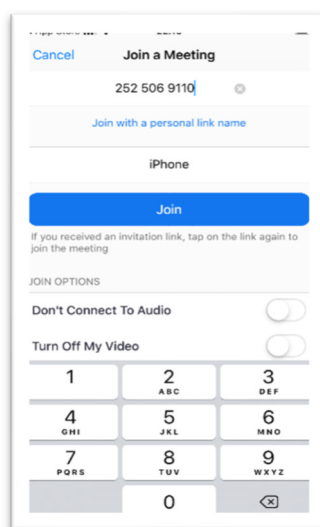 Cancel Join a Meeting
252 506 9110
Join with a personal link name
iPhone
Join
If you received an invitation link, tap on the link again to
join the meeting
JOIN OPTIONS
Don't Connect To Audio
Turn Off My Video
1 2 3
ABC DEF
4 5 6
GHI JKL MNO
7 8 9
PQRS TUV WXYZ
0